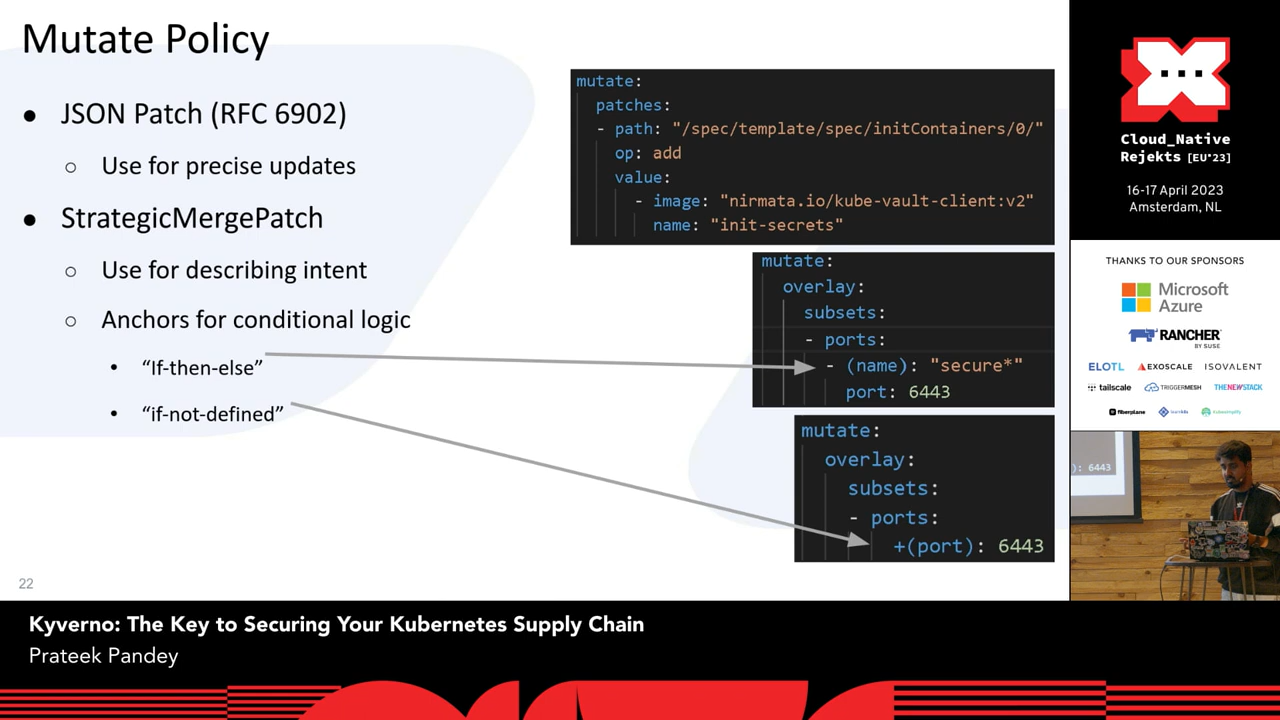 Mutate Policy
● JSON Patch (RFC 6902)
○ Use for precise updates
● StrategicMergePatch
○ Use for describing intent
○ Anchors for conditional logic
• “If-then-else”
• “if-not-defined”
22
mutate:
patches:
- path: "/spec/template/spec/initContainers/0/"
op: add
value:
- image: "nirmata.io/kube-vault-client:v2"
name: "init-secrets"
mutate:
overlay:
subsets:
- ports:
- (name): "secure*"
port: 6443
mutate:
overlay:
subsets:
- ports:
+(port): 6443
Cloud_Native
Rejekts [EU*23]
16-17 April 2023
Amsterdam, NL
THANKS TO OUR SPONSORS
Microsoft
Azure
RANCHER
BY SUSE
ELOTL EXOSCALE ISOVALENT
tailscale TRIGGERMESH THENEWSTACK
fiberplane kubesimplify
): 6443
Kyverno: The Key to Securing Your Kubernetes Supply Chain
Prateek Pandey